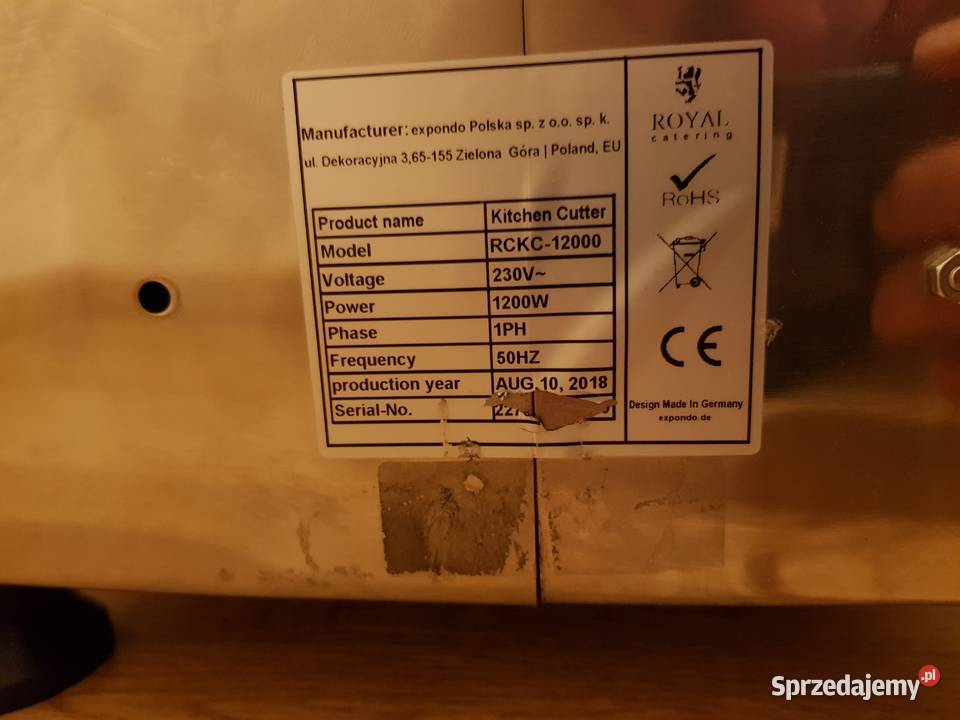 Manufacturer: expondo Polska sp. z o.o. sp. k.
ul. Dekoracyjna 3,65-155 Zielona Góra | Poland, EU
Product name Kitchen Cutter
Model RCKC-12000
Voltage 230V~
Power 1200W
Phase 1PH
Frequency 50HZ
production year AUG.10, 2018
Serial-No.
ROYAL
catering
RoHS
CE
Design Made In Germany
expondo.de
Sprzedajemy.pl